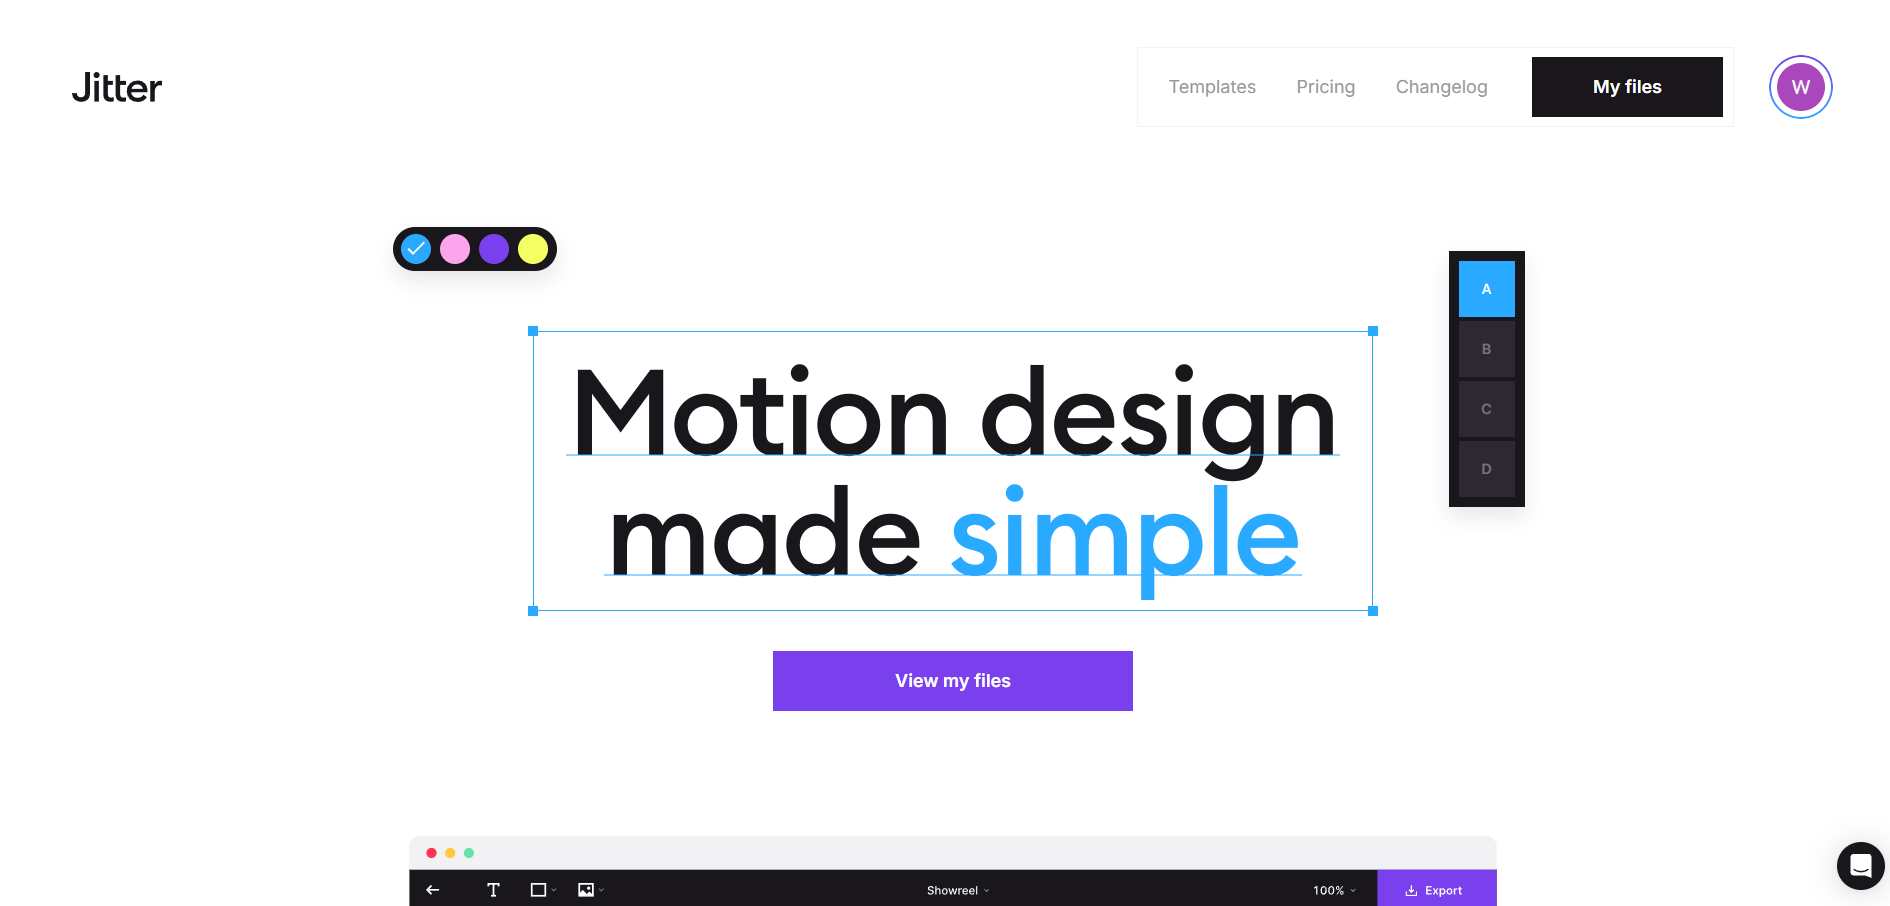 Jitter
Templates Pricing Changelog My files W
A
B
C
D
Motion design
made simple
View my files
T Showreel 100% Export